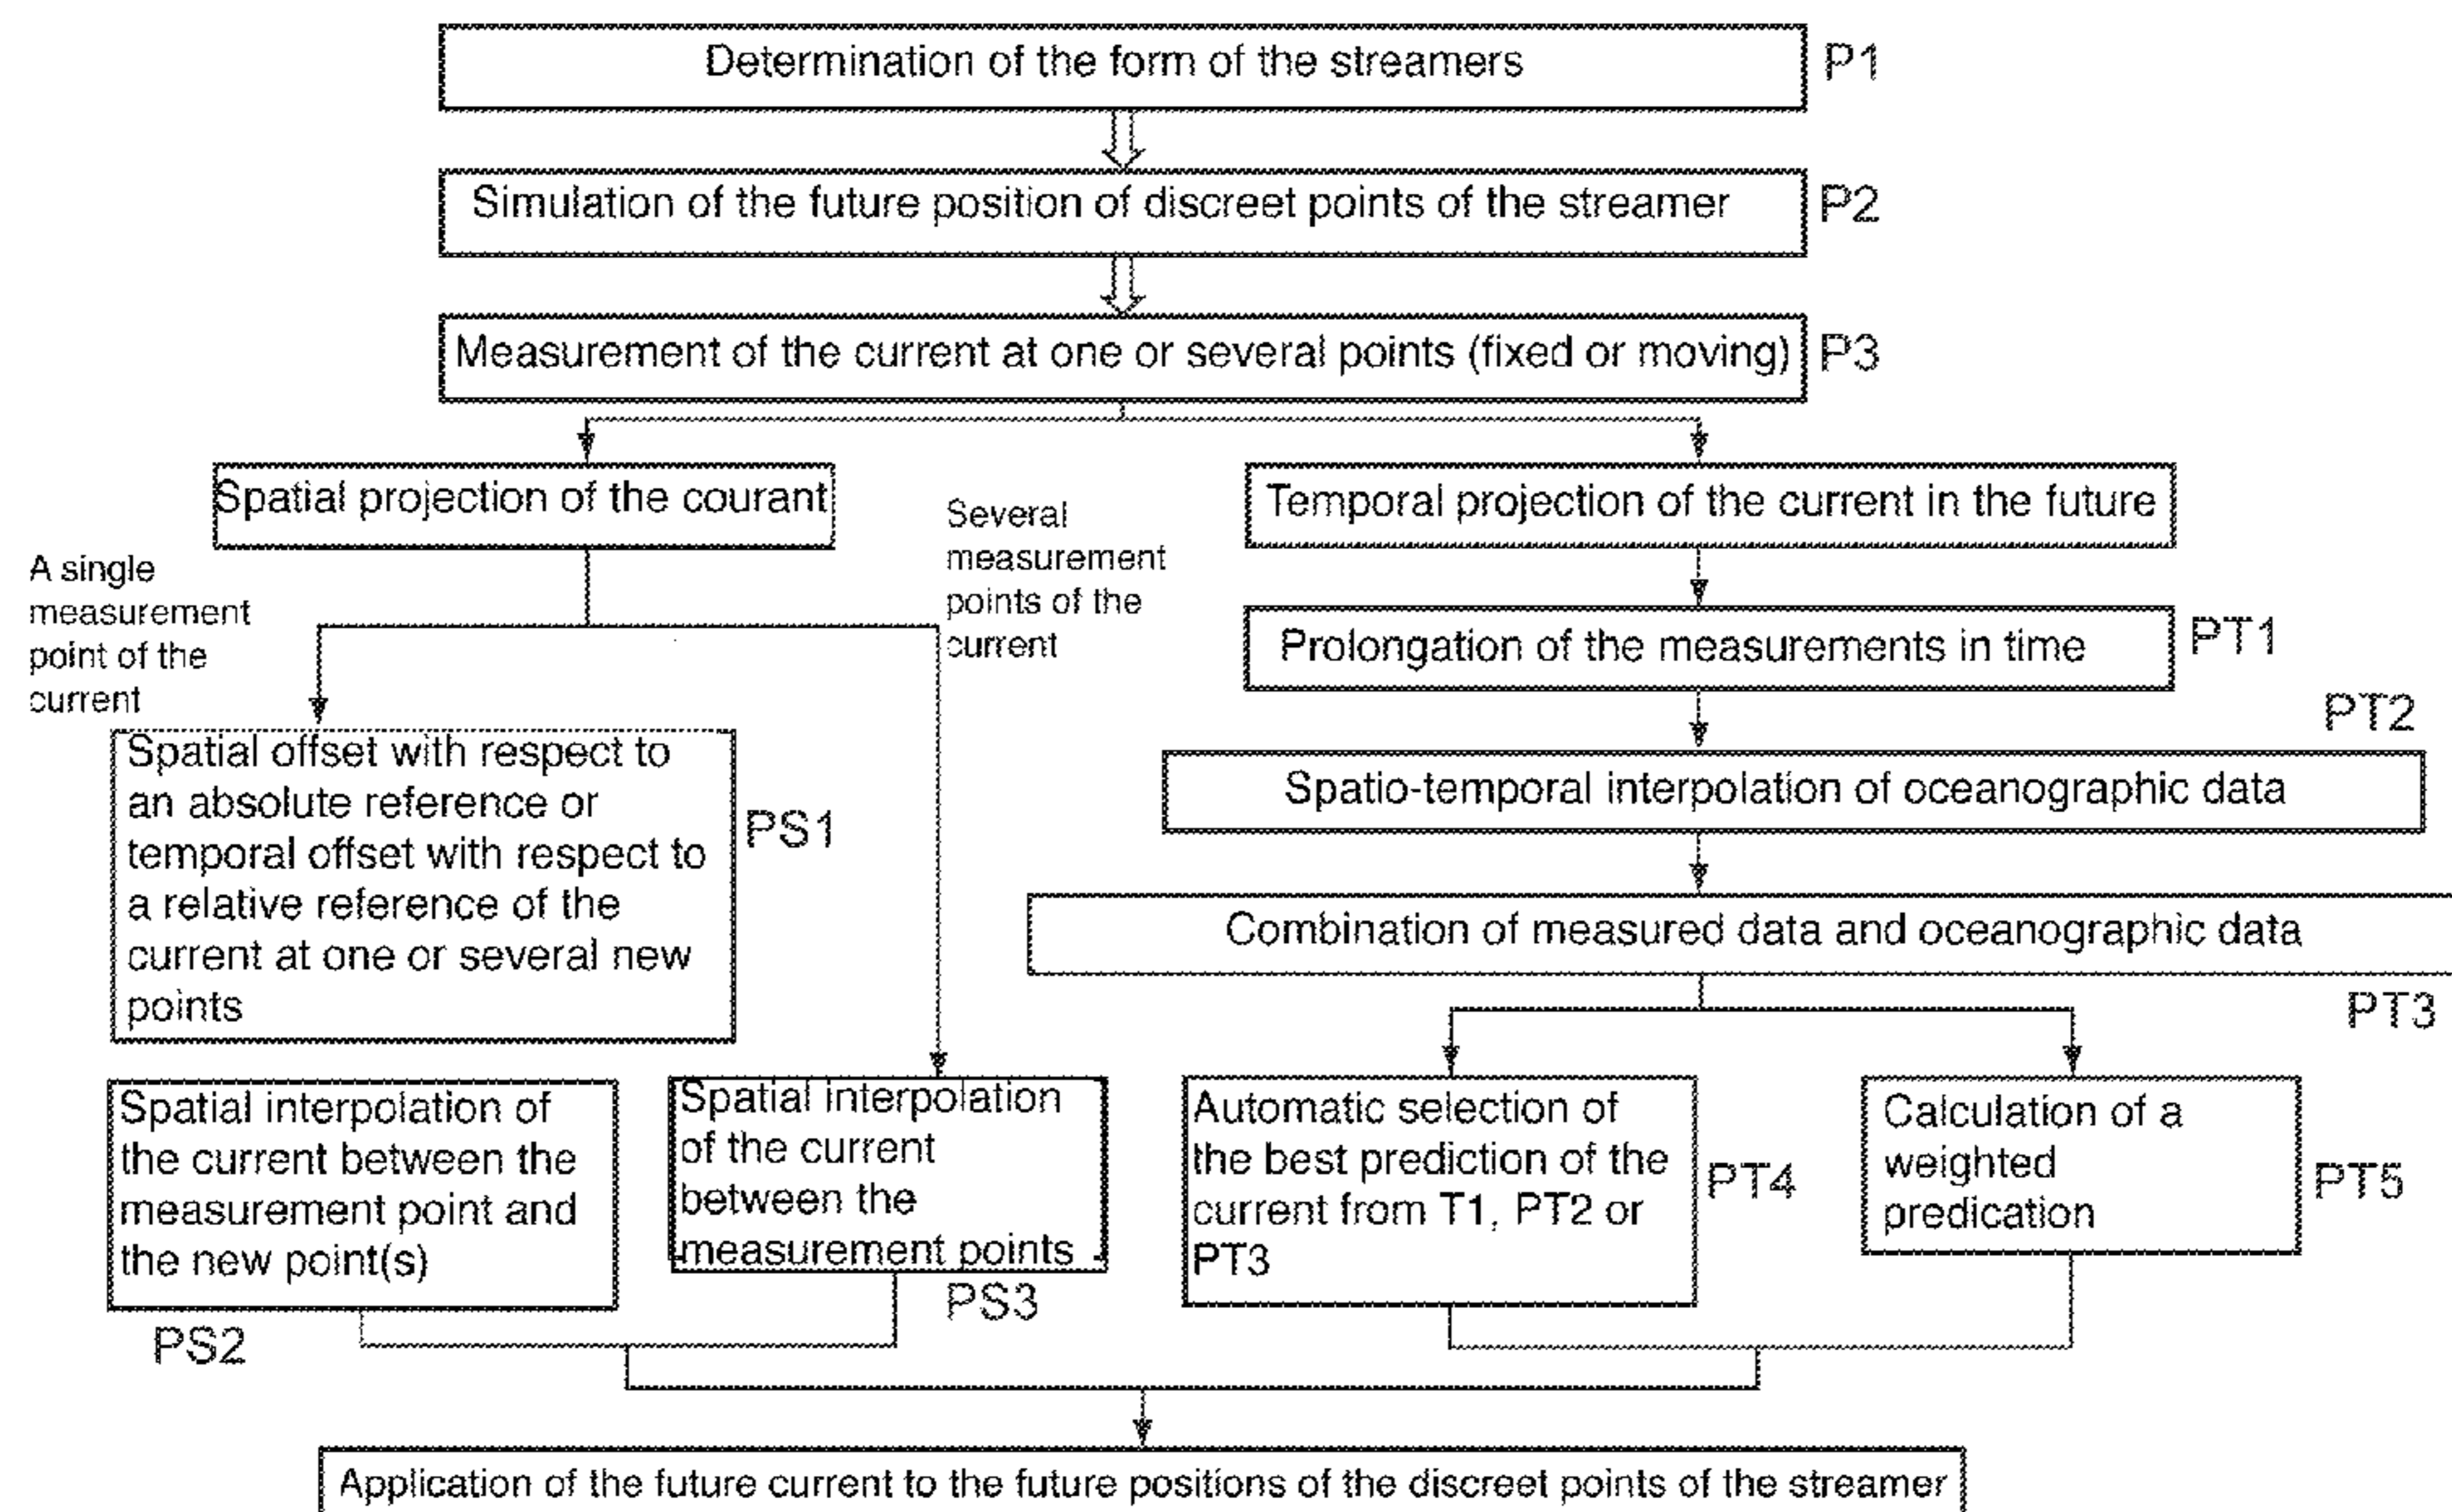 Determination of the form of the streamers
P1
Simulation of the future position of discreet points of the streamer
P2
Measurement of the current at one or several points (fixed or moving)
P3
Spatial projection of the courant
Temporal projection of the current in the future
A single
measurement
point of the
current
Several
measurement
points of the
current
Prolongation of the measurements in time
PT1
PT2
Spatio-temporal interpolation of oceanographic data
Spatial offset with respect to
an absolute reference or
temporal offset with respect to
a relative reference of the
current at one or several new
points
PS1
Combination of measured data and oceanographic data
PT3
Spatial interpolation of
the current between the
measurement point and
the new point(s)
PS2
Spatial interpolation
of the current
between the
measurement points
PS3
Automatic selection of
the best prediction of the
current from T1, PT2 or
PT3
PT4
Calculation of a
weighted
predication
PT5
Application of the future current to the future positions of the discreet points of the streamer